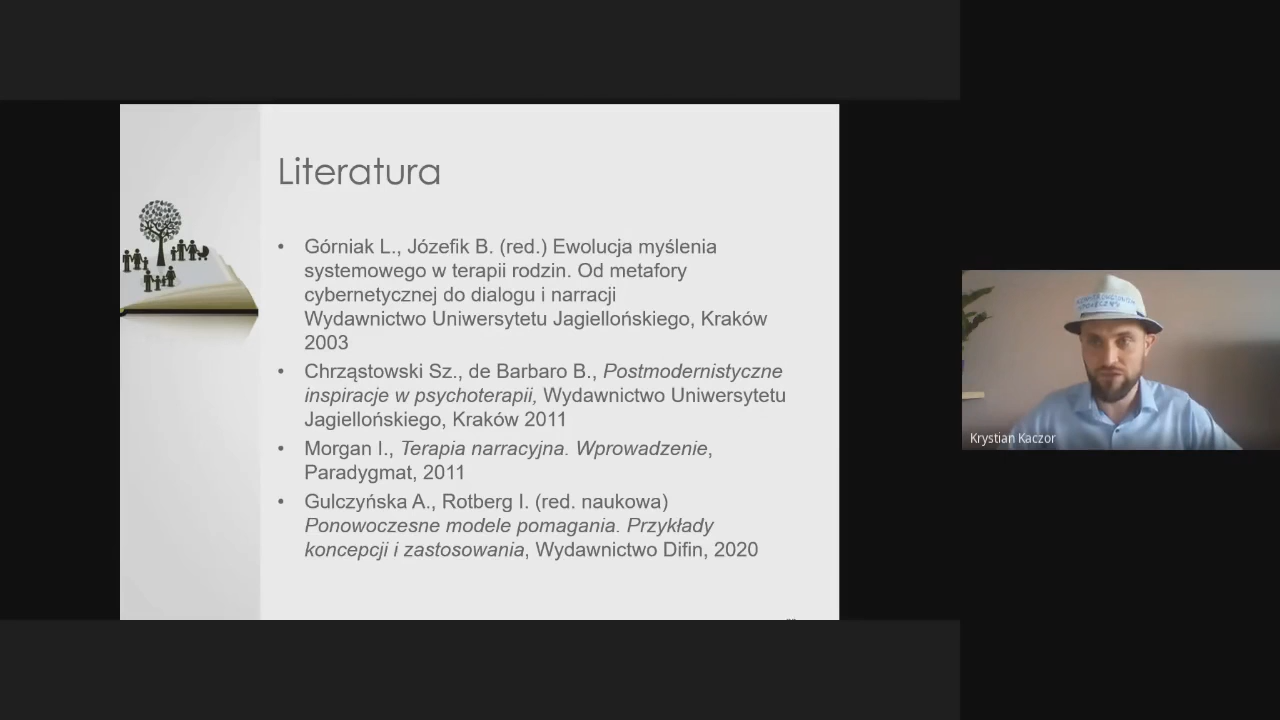 Literatura
• Górniak L., Józefik B. (red.) Ewolucja myślenia
systemowego w terapii rodzin. Od metafory
cybernetycznej do dialogu i narracji
Wydawnictwo Uniwersytetu Jagiellońskiego, Kraków
2003
• Chrząstowski Sz., de Barbaro B., Postmodernistyczne
inspiracje w psychoterapii, Wydawnictwo Uniwersytetu
Jagiellońskiego, Kraków 2011
• Morgan I., Terapia narracyjna. Wprowadzenie,
Paradygmat, 2011
• Gulczyńska A., Rotberg I. (red. naukowa)
Ponowoczesne modele pomagania. Przykłady
koncepcji i zastosowania, Wydawnictwo Difin, 2020
Krystian Kaczor